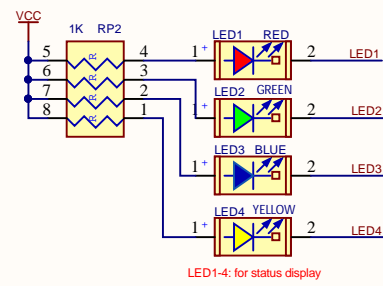 VCC
1K RP2
LED1 RED
5 R 4 1 + 2 LED1
6 R 3
7 R 2
8 R 1
LED2 GREEN
1 + 2 LED2
LED3 BLUE
1 + 2 LED3
LED4 YELLOW
1 + 2 LED4
LED1-4: for status display